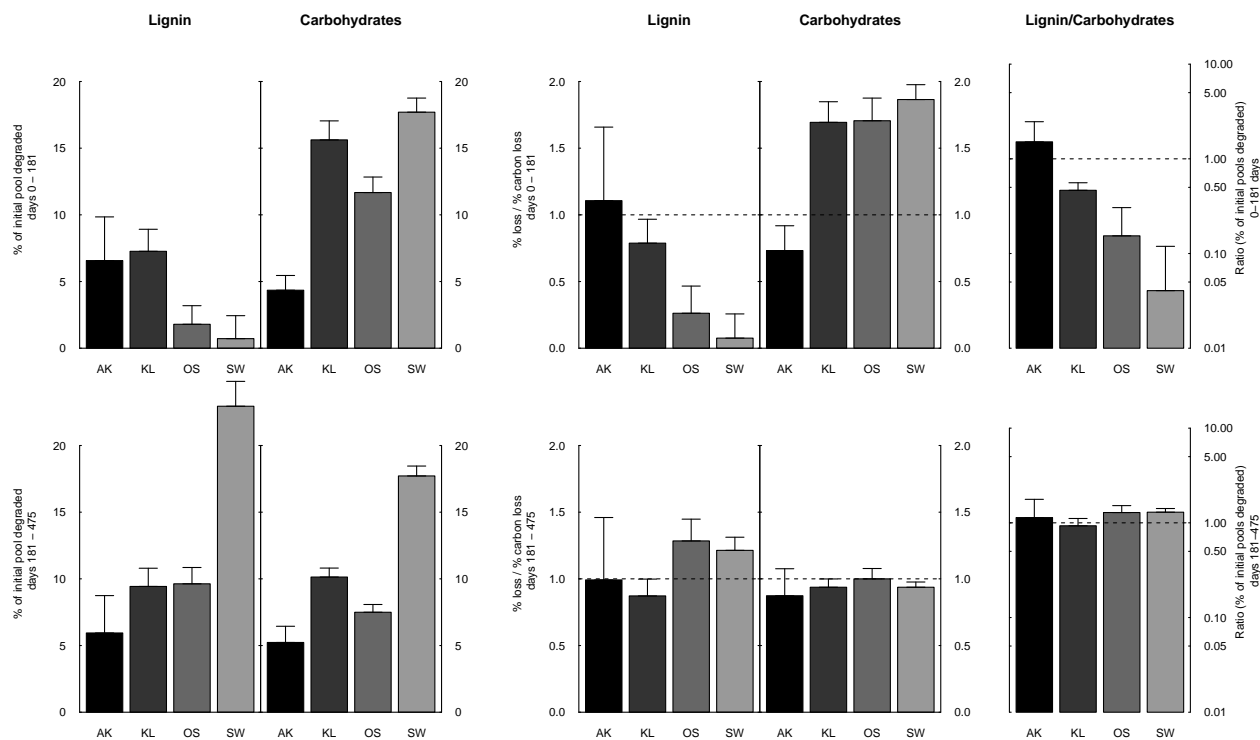 Lignin
Carbohydrates
Lignin
Carbohydrates
Lignin/Carbohydrates
% of initial pool degraded
days 0 – 181
20
15
10
5
0
AK KL OS SW
AK KL OS SW
20
15
10
5
0
% loss / % carbon loss
days 0 – 181
2.0
1.5
1.0
0.5
0.0
AK KL OS SW
AK KL OS SW
2.0
1.5
1.0
0.5
0.0
AK KL OS SW
10.00
5.00
1.00
0.50
0.10
0.05
0.01
Ratio (% of initial pools degraded)
0–181 days
% of initial pool degraded
days 181 – 475
20
15
10
5
0
AK KL OS SW
AK KL OS SW
20
15
10
5
0
% loss / % carbon loss
days 181 – 475
2.0
1.5
1.0
0.5
0.0
AK KL OS SW
AK KL OS SW
2.0
1.5
1.0
0.5
0.0
AK KL OS SW
10.00
5.00
1.00
0.50
0.10
0.05
0.01
Ratio (% of initial pools degraded)
days 181–475